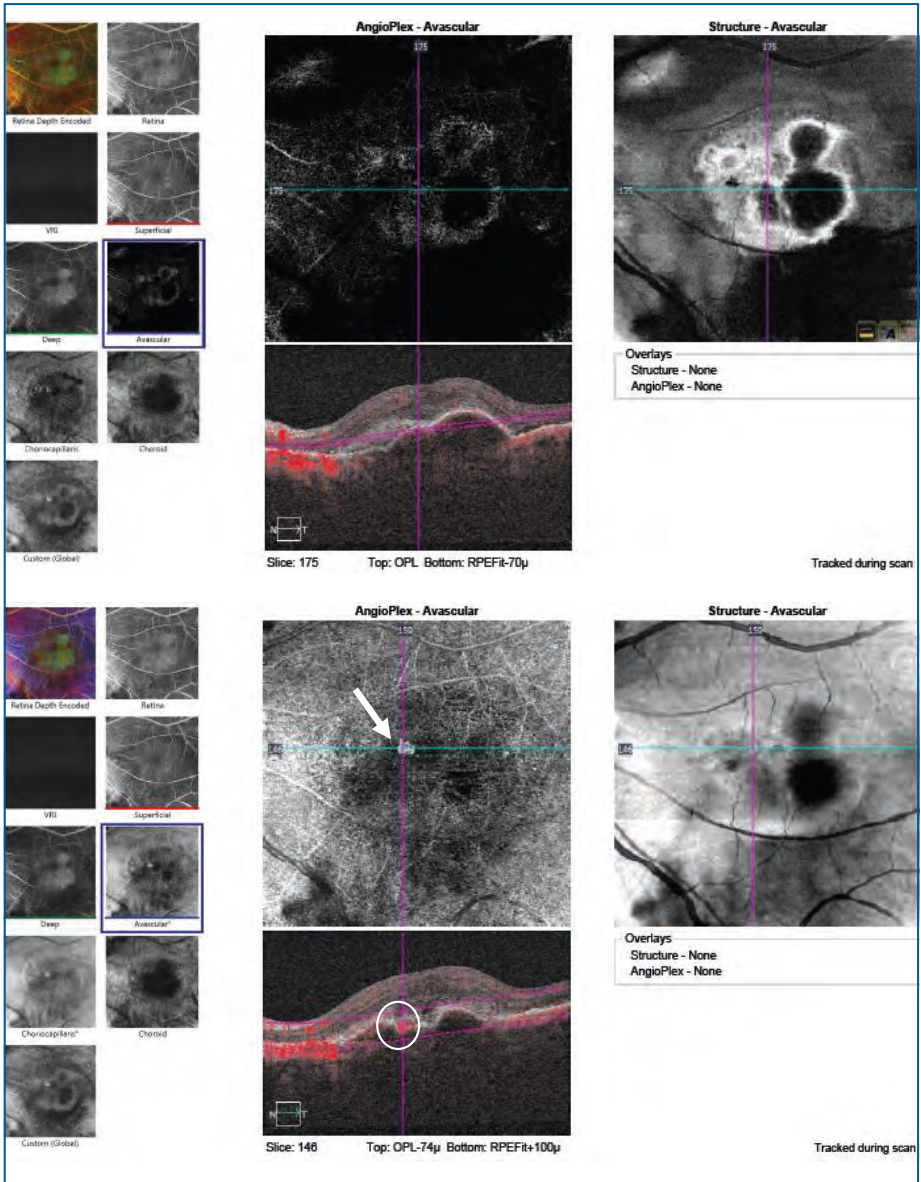 AngioPlex - Avascular
Structure - Avascular
175
175
175
175
Retina Depth Encoded
Retina
VRI
Superficial
Deep
Avascular
Choriocapillaris
Choroid
Custom (Global)
Overlays
Structure - None
AngioPlex - None
N T
Slice: 175 Top: OPL Bottom: RPEFit-70µ
Tracked during scan
AngioPlex - Avascular
Structure - Avascular
159
159
146
146
Retina Depth Encoded
Retina
VRI
Superficial
Deep
Avascular*
Choriocapillaris*
Choroid
Custom (Global)
Overlays
Structure - None
AngioPlex - None
N T
Slice: 146 Top: OPL-74µ Bottom: RPEFit+100µ
Tracked during scan